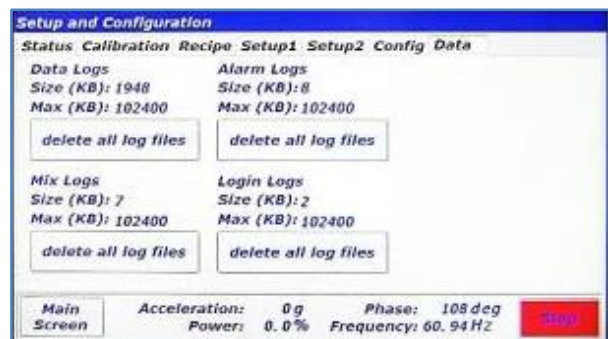 Setup and Configuration
Status Calibration Recipe Setup1 Setup2 Config Data
Data Logs
Size (KB): 1948
Max (KB): 102400
delete all log files
Alarm Logs
Size (KB): 8
Max (KB): 102400
delete all log files
Mix Logs
Size (KB): 7
Max (KB): 102400
delete all log files
Login Logs
Size (KB): 2
Max (KB): 102400
delete all log files
Main Screen
Acceleration: 0 g
Power: 0.0%
Phase: 108 deg
Frequency: 60.94 Hz
Stop